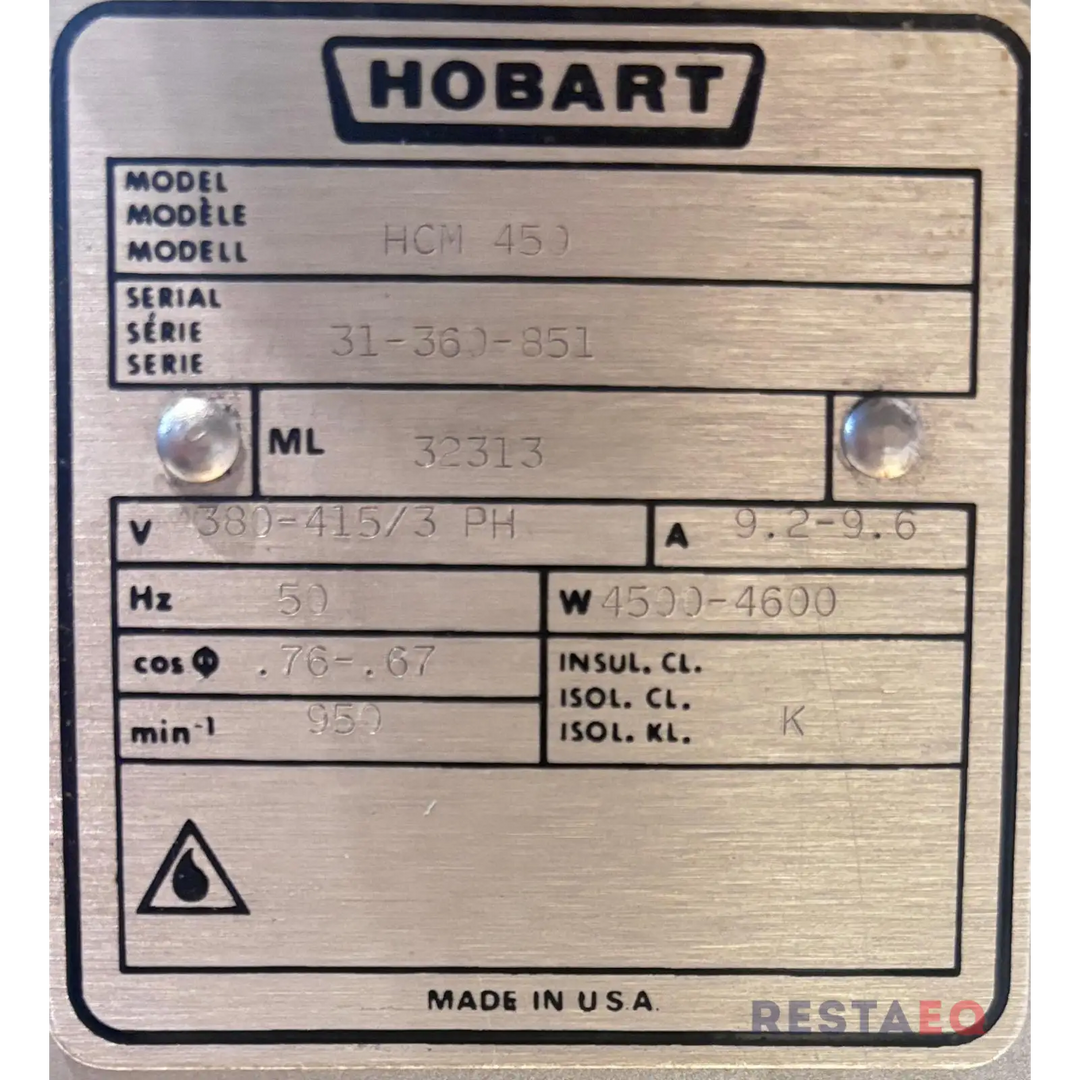 HOBART
MODEL
MODÈLE
MODELL HCM 450
SERIAL
SÉRIE 31-360-851
SERIE
ML 32313
V 380-415/3 PH A 9.2-9.6
Hz 50 W 4500-4600
cos Φ .76-.67 INSUL. CL.
ISOL. CL.
min⁻¹ 950 ISOL. KL. K
MADE IN U.S.A.
RESTAEQ